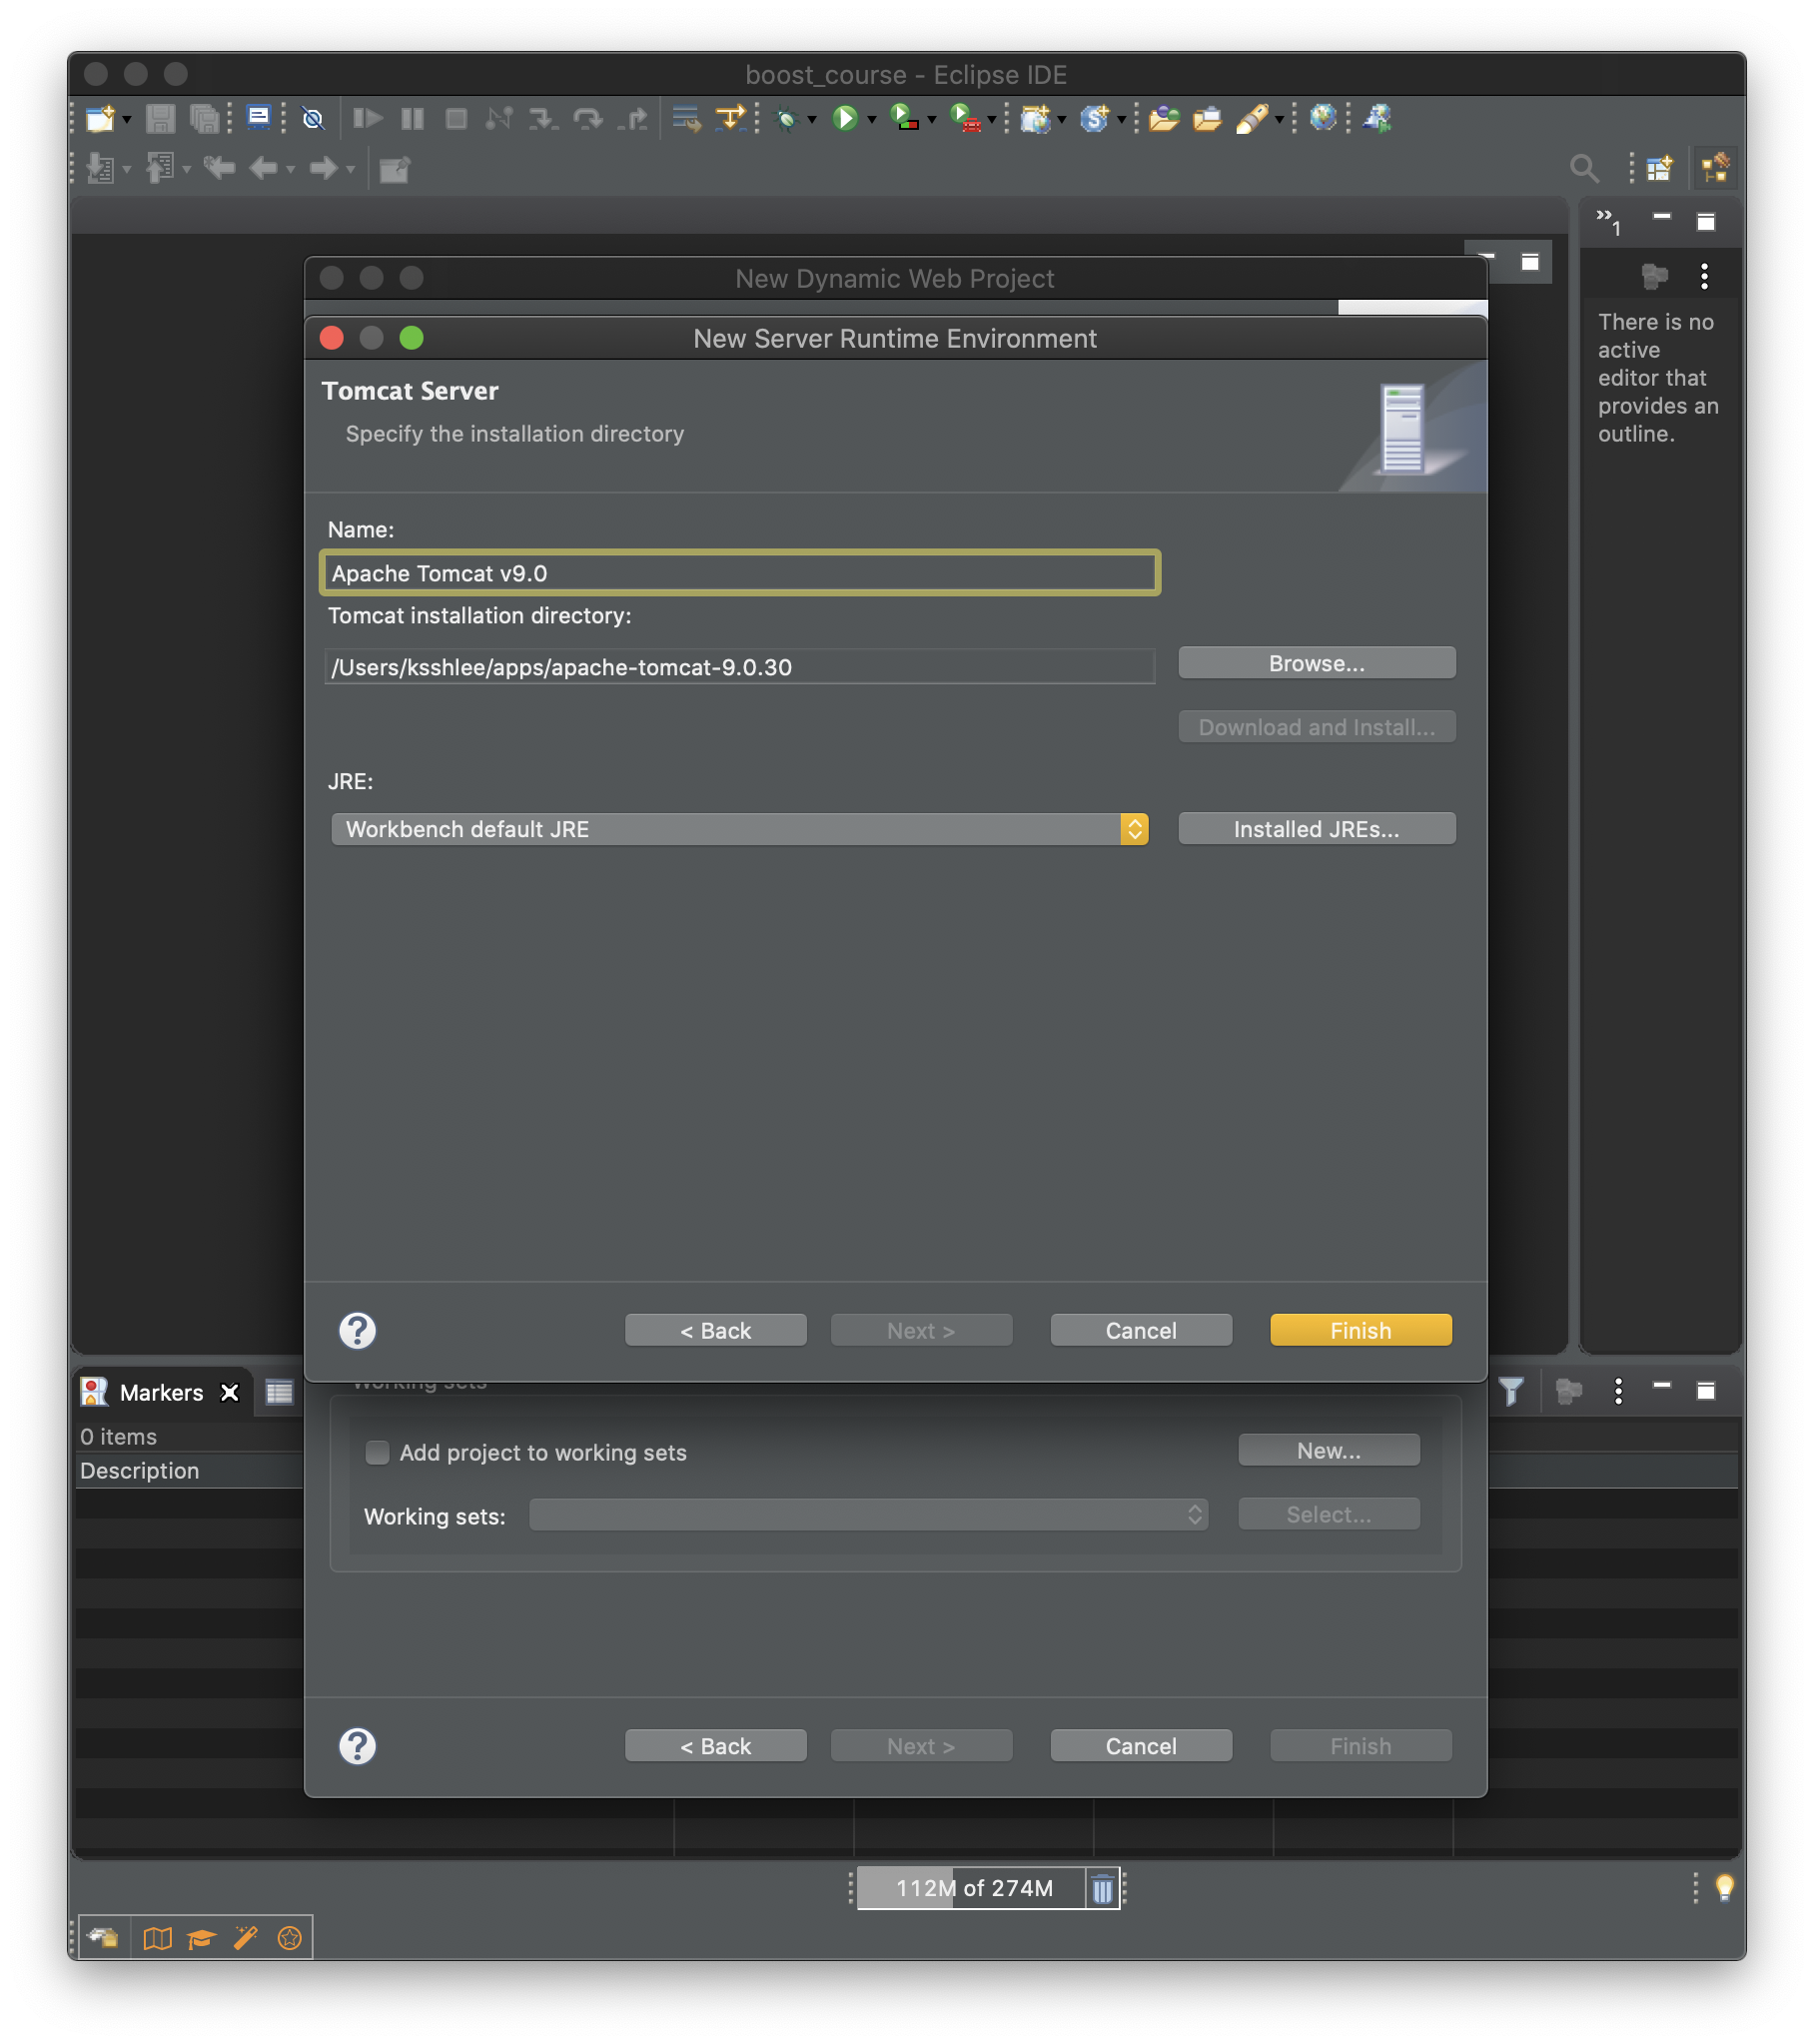 boost_course - Eclipse IDE
1
There is no
active
editor that
provides an
outline.
New Dynamic Web Project
New Server Runtime Environment
Tomcat Server
Specify the installation directory
Name:
Apache Tomcat v9.0
Tomcat installation directory:
/Users/ksshlee/apps/apache-tomcat-9.0.30
Browse...
Download and Install...
JRE:
Workbench default JRE
Installed JREs...
?
< Back
Next >
Cancel
Finish
Working sets
Markers
0 items
Description
Add project to working sets
New...
Working sets:
Select...
?
< Back
Next >
Cancel
Finish
112M of 274M